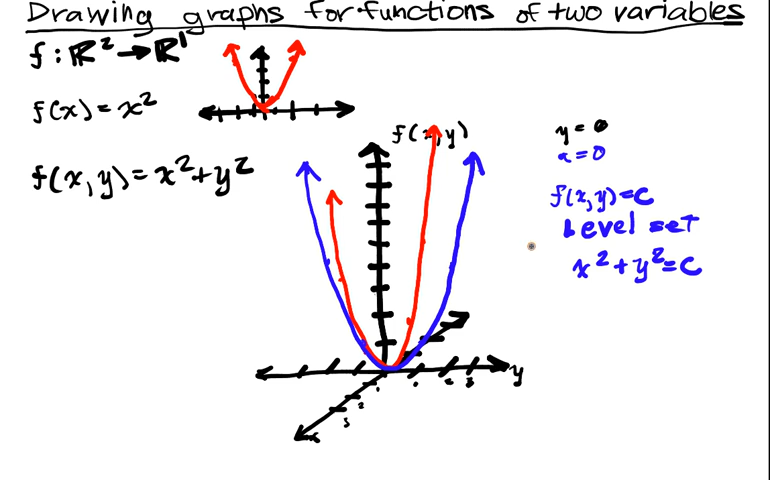 Drawing graphs for functions of two variables
f : ℝ² → ℝ¹
f(x) = x²
f(x,y) = x²+y²
f(x,y)
y = 0
x = 0
f(x,y)=C
Level set
x²+y²=C
y
x